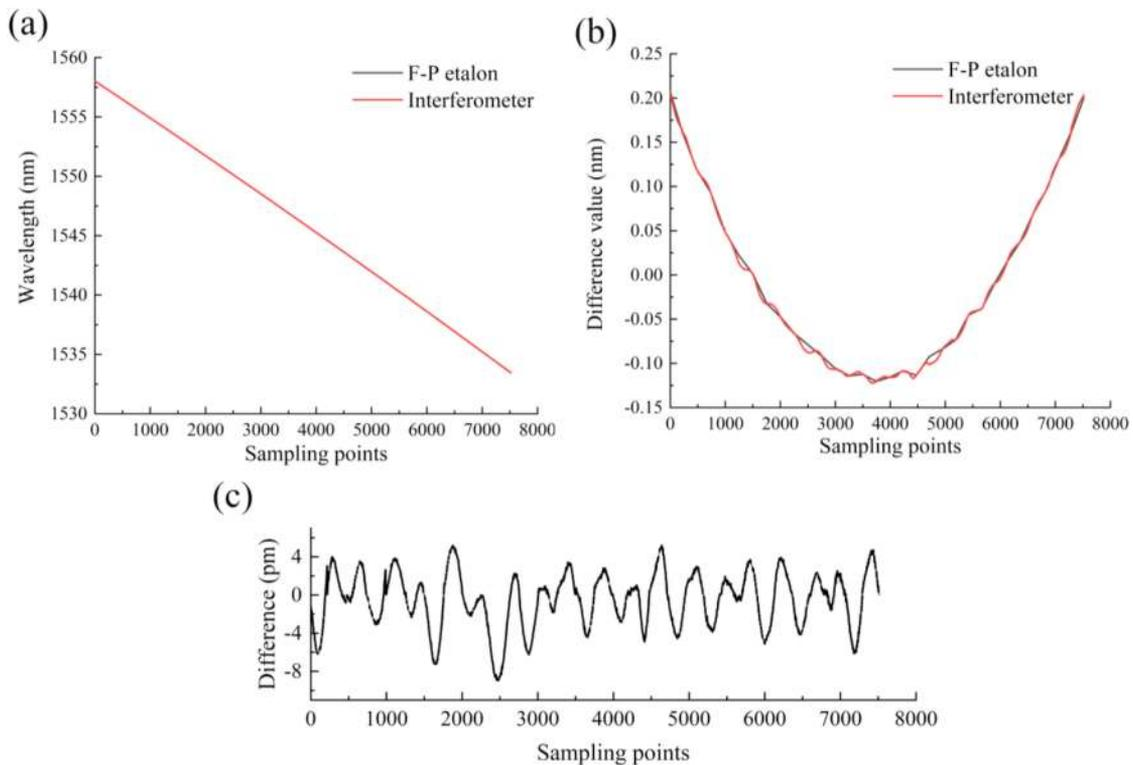 (a)
1560
1555
1550
1545
1540
1535
1530
Wavelength (nm)
F-P etalon
Interferometer
0 1000 2000 3000 4000 5000 6000 7000 8000
Sampling points
(b)
0.25
0.20
0.15
0.10
0.05
0.00
-0.05
-0.10
-0.15
Difference value (nm)
F-P etalon
Interferometer
0 1000 2000 3000 4000 5000 6000 7000 8000
Sampling points
(c)
4
0
-4
-8
Difference (pm)
0 1000 2000 3000 4000 5000 6000 7000 8000
Sampling points